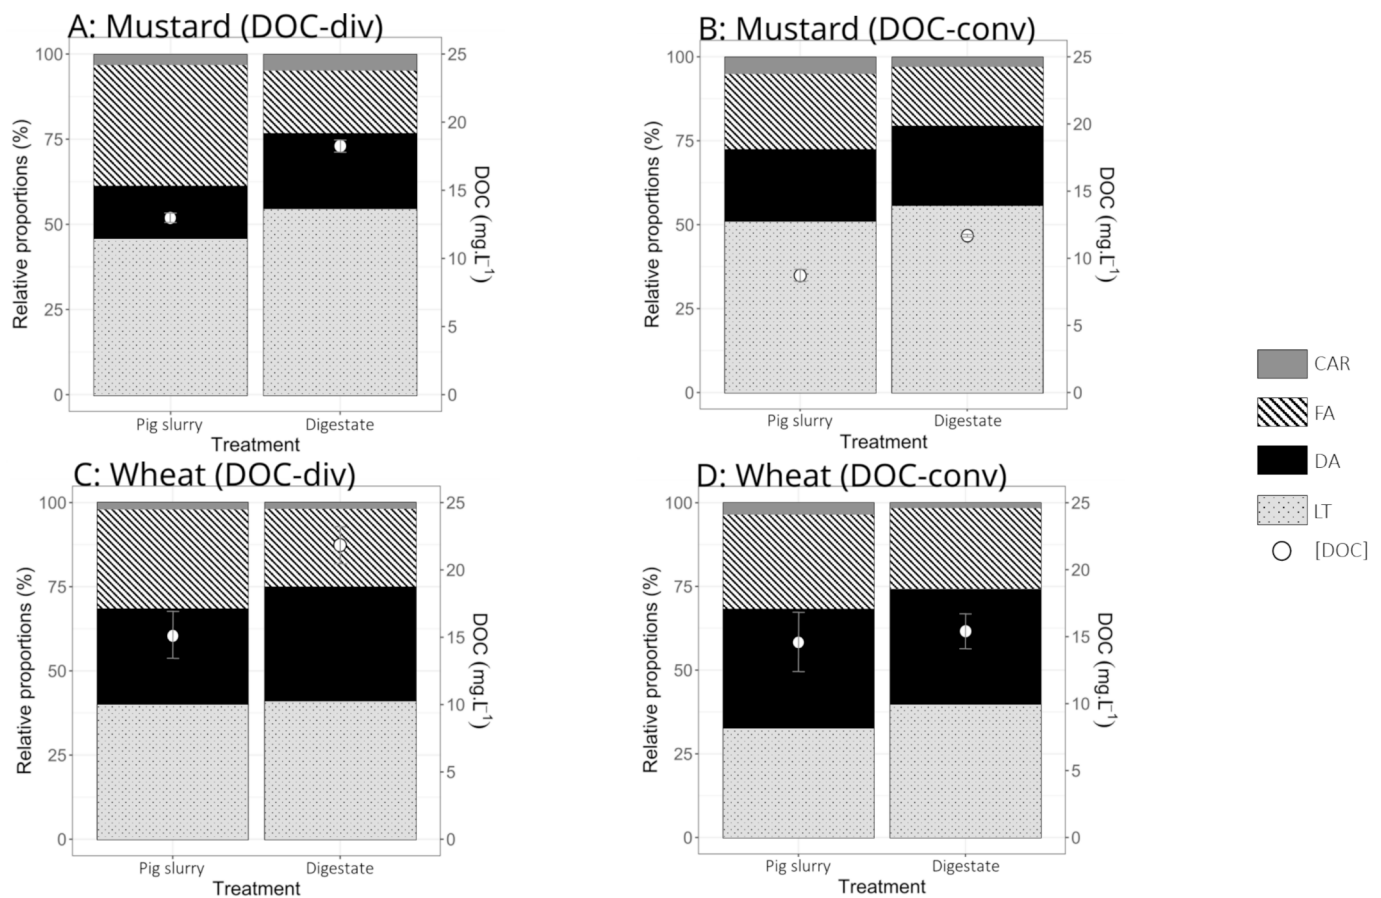 A: Mustard (DOC-div)
100
75
50
25
0
Relative proportions (%)
25
20
15
10
5
0
DOC (mg.L⁻¹)
Pig slurry Digestate
Treatment
B: Mustard (DOC-conv)
100
75
50
25
0
Relative proportions (%)
25
20
15
10
5
0
DOC (mg.L⁻¹)
Pig slurry Digestate
Treatment
C: Wheat (DOC-div)
100
75
50
25
0
Relative proportions (%)
25
20
15
10
5
0
DOC (mg.L⁻¹)
Pig slurry Digestate
Treatment
D: Wheat (DOC-conv)
100
75
50
25
0
Relative proportions (%)
25
20
15
10
5
0
DOC (mg.L⁻¹)
Pig slurry Digestate
Treatment
CAR
FA
DA
LT
[DOC]